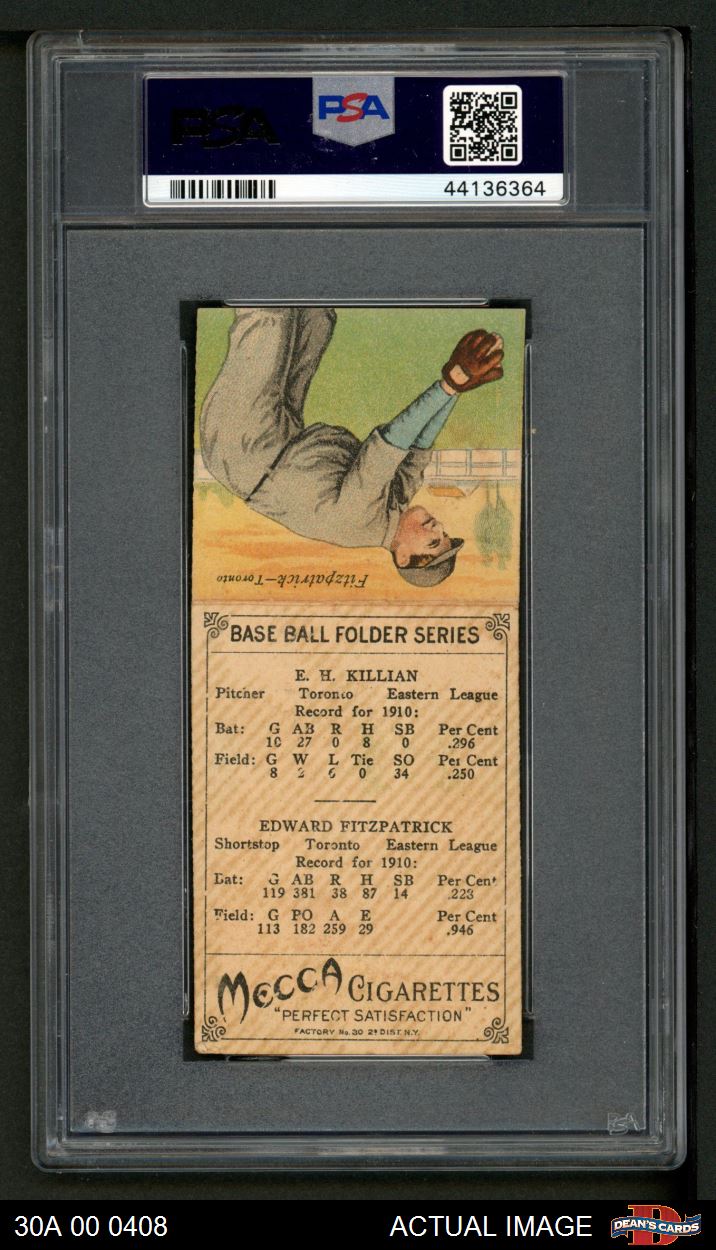 PSA
PSA
44136364
Fitzpatrick—Toronto
BASE BALL FOLDER SERIES
E. H. KILLIAN
Pitcher Toronto Eastern League
Record for 1910:
Bat: G AB R H SB Per Cent
10 27 0 8 0 .296
Field: G W L Tie SO Per Cent
8 2 6 0 34 .250
EDWARD FITZPATRICK
Shortstop Toronto Eastern League
Record for 1910:
Bat: G AB R H SB Per Cent
119 381 38 87 14 .228
Field: G PO A E Per Cent
113 182 259 29 .946
MECCA CIGARETTES
"PERFECT SATISFACTION"
FACTORY No. 30 2D DIST. N.Y.
PSA
30A 00 0408 ACTUAL IMAGE DEAN'S CARDS